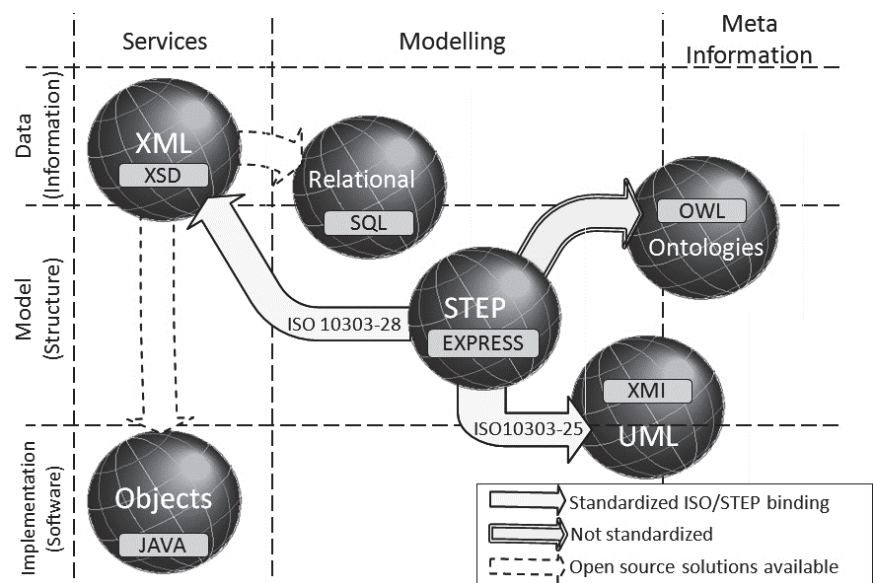 Services
Modelling
Meta
Information
Data
(Information)
XML
XSD
Relational
SQL
OWL
Ontologies
Model
(Structure)
STEP
EXPRESS
ISO 10303-28
XMI
UML
ISO10303-25
Implementation
(Software)
Objects
JAVA
Standardized ISO/STEP binding
Not standardized
Open source solutions available